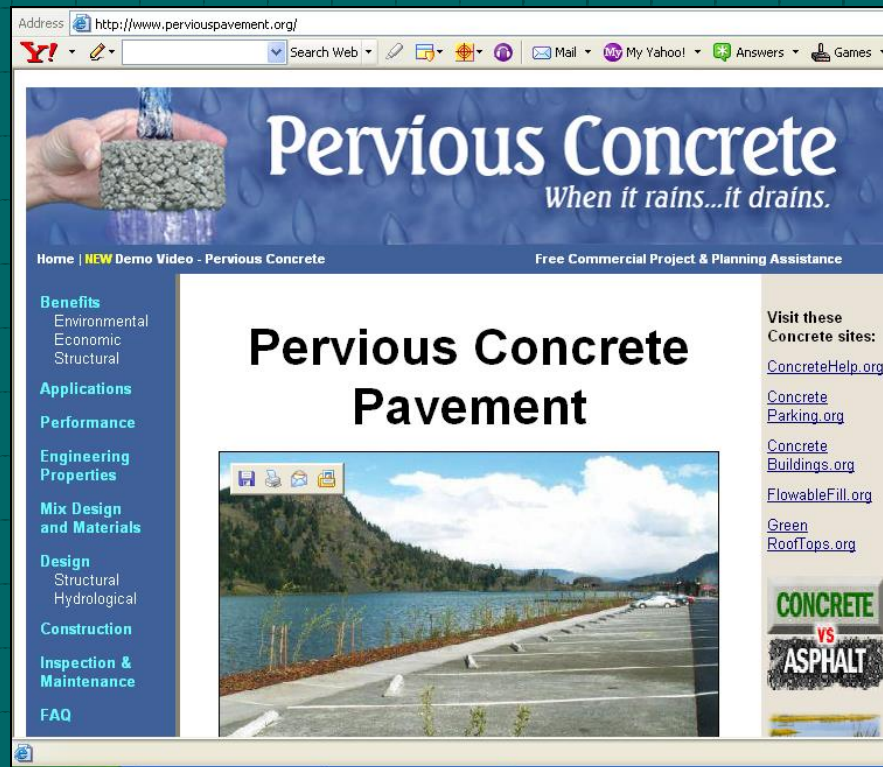 Address http://www.perviouspavement.org/
Y! Search Web Mail My Yahoo! Answers Games
Pervious Concrete
When it rains...it drains.
Home | NEW Demo Video - Pervious Concrete Free Commercial Project & Planning Assistance
Benefits
Environmental
Economic
Structural
Applications
Performance
Engineering
Properties
Mix Design
and Materials
Design
Structural
Hydrological
Construction
Inspection &
Maintenance
FAQ
Pervious Concrete
Pavement
Visit these
Concrete sites:
ConcreteHelp.org
Concrete
Parking.org
Concrete
Buildings.org
FlowableFill.org
Green
RoofTops.org
CONCRETE
VS
ASPHALT